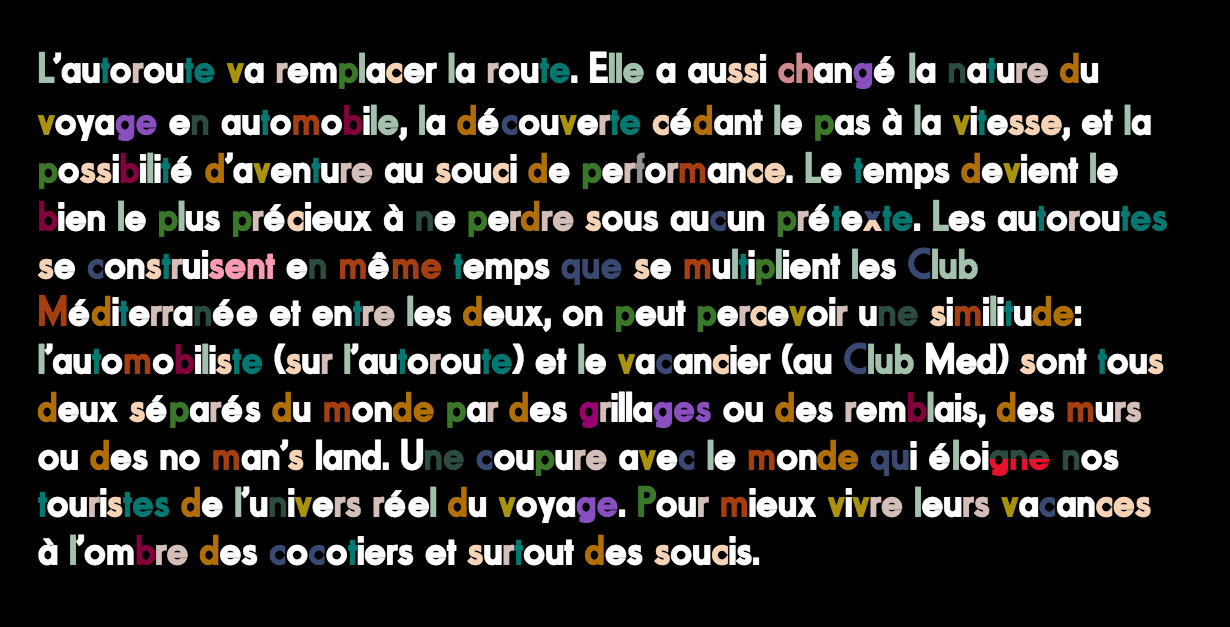 L'autoroute va remplacer la route. Elle a aussi changé la nature du
voyage en automobile, la découverte cédant le pas à la vitesse, et la
possibilité d'aventure au souci de performance. Le temps devient le
bien le plus précieux à ne perdre sous aucun prétexte. Les autoroutes
se construisent en même temps que se multiplient les Club
Méditerranée et entre les deux, on peut percevoir une similitude:
l'automobiliste (sur l'autoroute) et le vacancier (au Club Med) sont tous
deux séparés du monde par des grillages ou des remblais, des murs
ou des no man's land. Une coupure avec le monde qui éloigne nos
touristes de l'univers réel du voyage. Pour mieux vivre leurs vacances
à l'ombre des cocotiers et surtout des soucis.